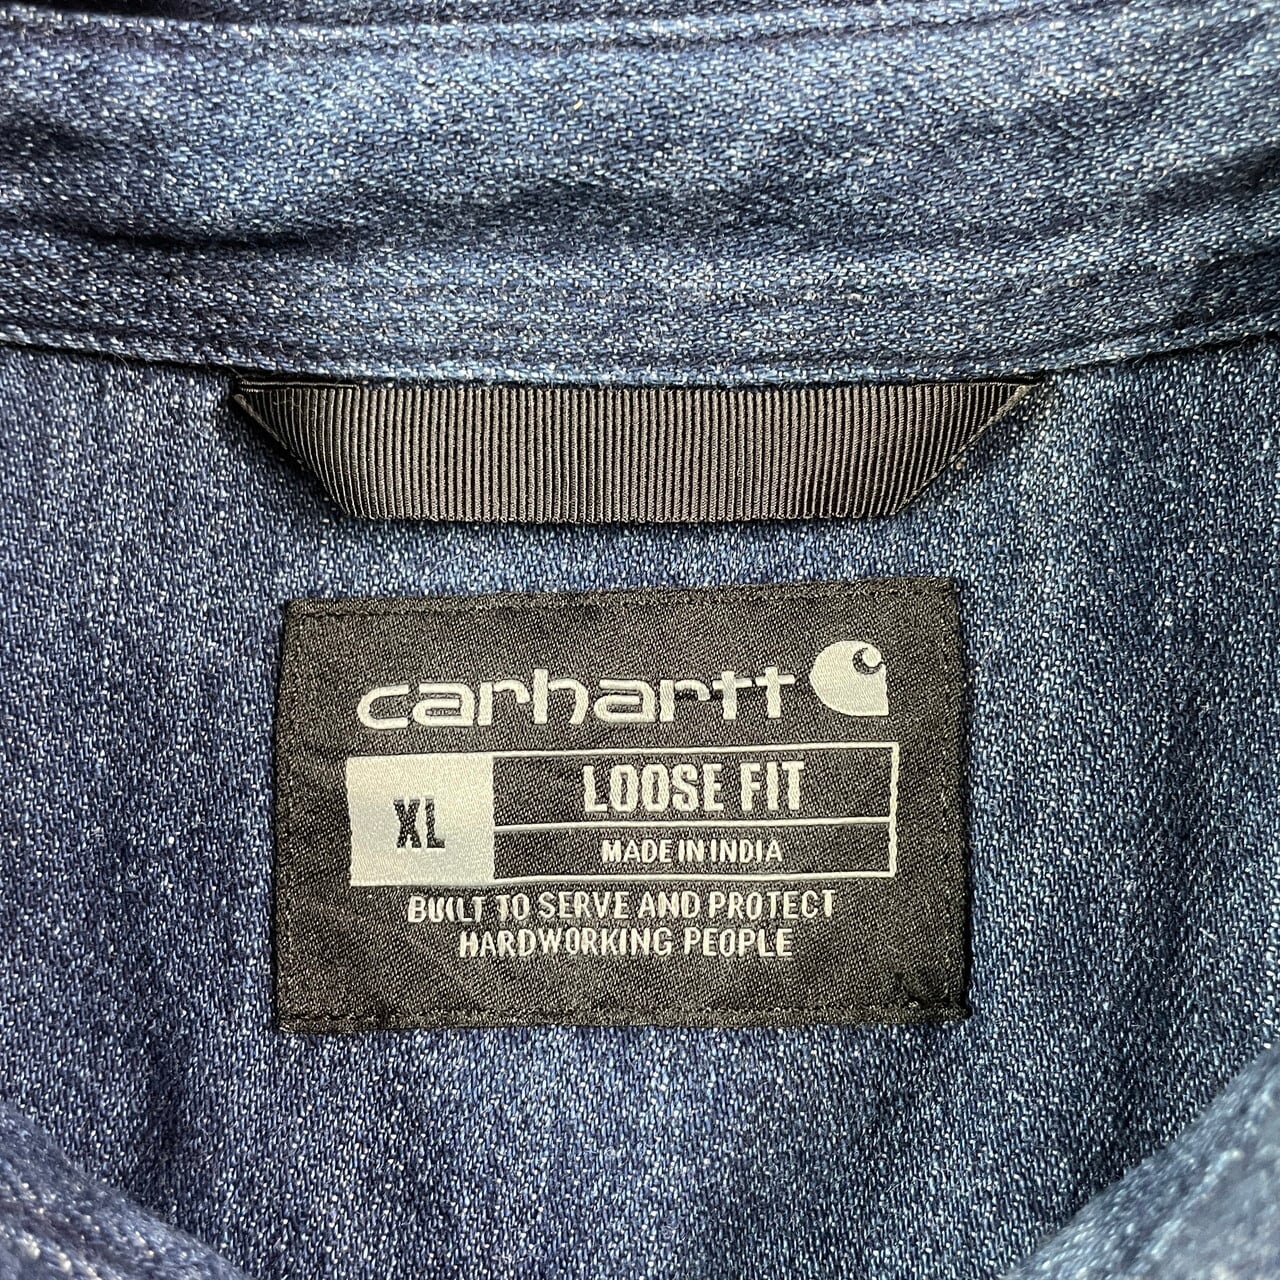 carhartt
XL
LOOSE FIT
MADE IN INDIA
BUILT TO SERVE AND PROTECT
HARDWORKING PEOPLE